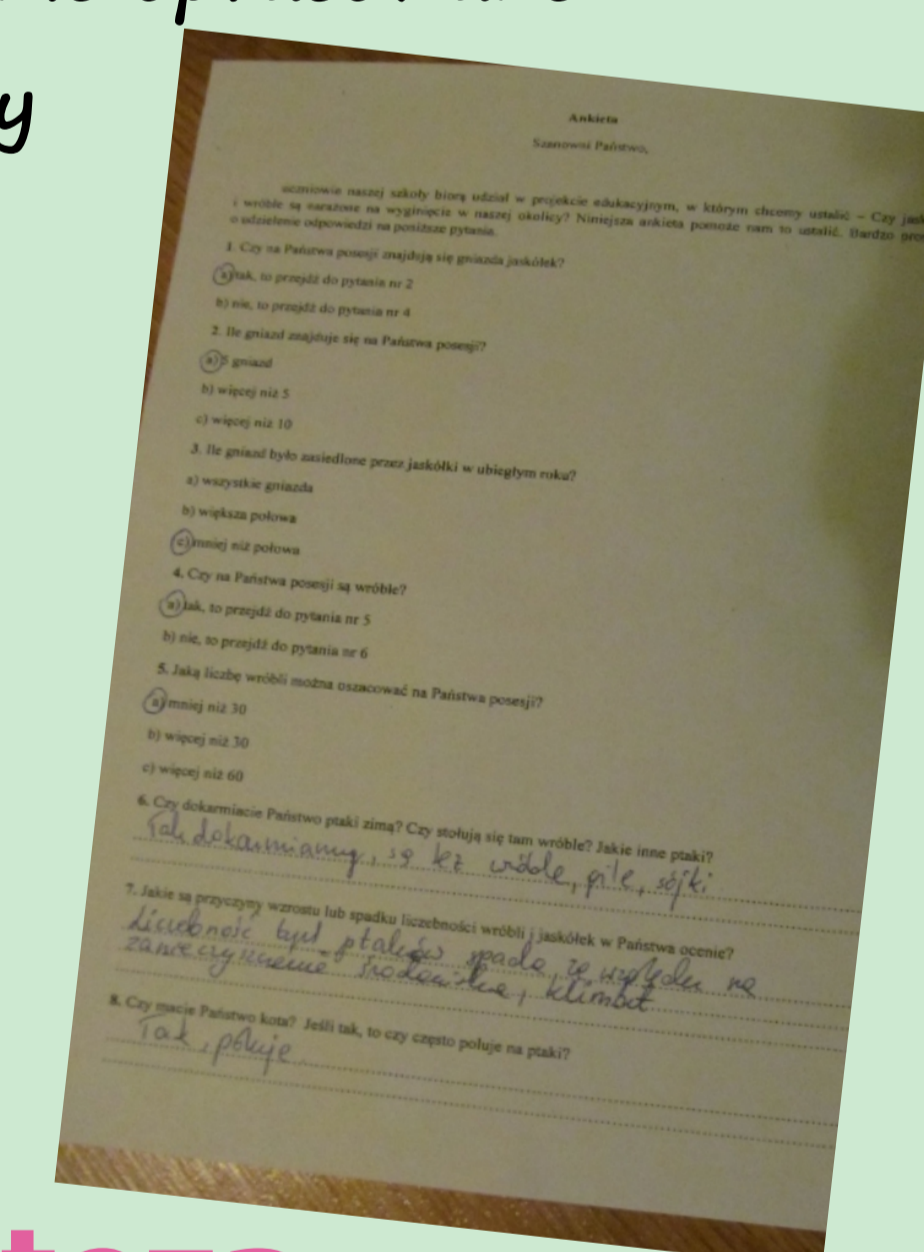 y
Ankieta
Szanowni Państwo,
uczniowie naszej szkoły biorą udział w projekcie edukacyjnym, w którym chcemy ustalić – Czy
i wróble są narażone na wyginięcie w naszej okolicy? Niniejsza ankieta pomoże nam to ustalić. Bardzo
o udzielenie odpowiedzi na poniższe pytania.
1. Czy na Państwa posesji znajdują się gniazda jaskółek?
a) tak, to przejdź do pytania nr 2
b) nie, to przejdź do pytania nr 4
2. Ile gniazd znajduje się na Państwa posesji?
a) 5 gniazd
b) więcej niż 5
c) więcej niż 10
3. Ile gniazd było zasiedlone przez jaskółki w ubiegłym roku?
a) wszystkie gniazda
b) większa połowa
c) mniej niż połowa
4. Czy na Państwa posesji są wróble?
a) tak, to przejdź do pytania nr 5
b) nie, to przejdź do pytania nr 6
5. Jaką liczbę wróbli można oszacować na Państwa posesji?
a) mniej niż 30
b) więcej niż 30
c) więcej niż 60
6. Czy dokarmiacie Państwo ptaki zimą? Czy stołują się tam wróble? Jakie inne ptaki?
Tak dokarmiamy, są też wróble, gile, sójki
7. Jakie są przyczyny wzrostu lub spadku liczebności wróbli i jaskółek w Państwa ocenie?
Liczebność tych ptaków spada, ze względu na
zanieczyszczenie środowiska, klimat
8. Czy macie Państwo kota? Jeśli tak, to czy często poluje na ptaki?
Tak, poluje